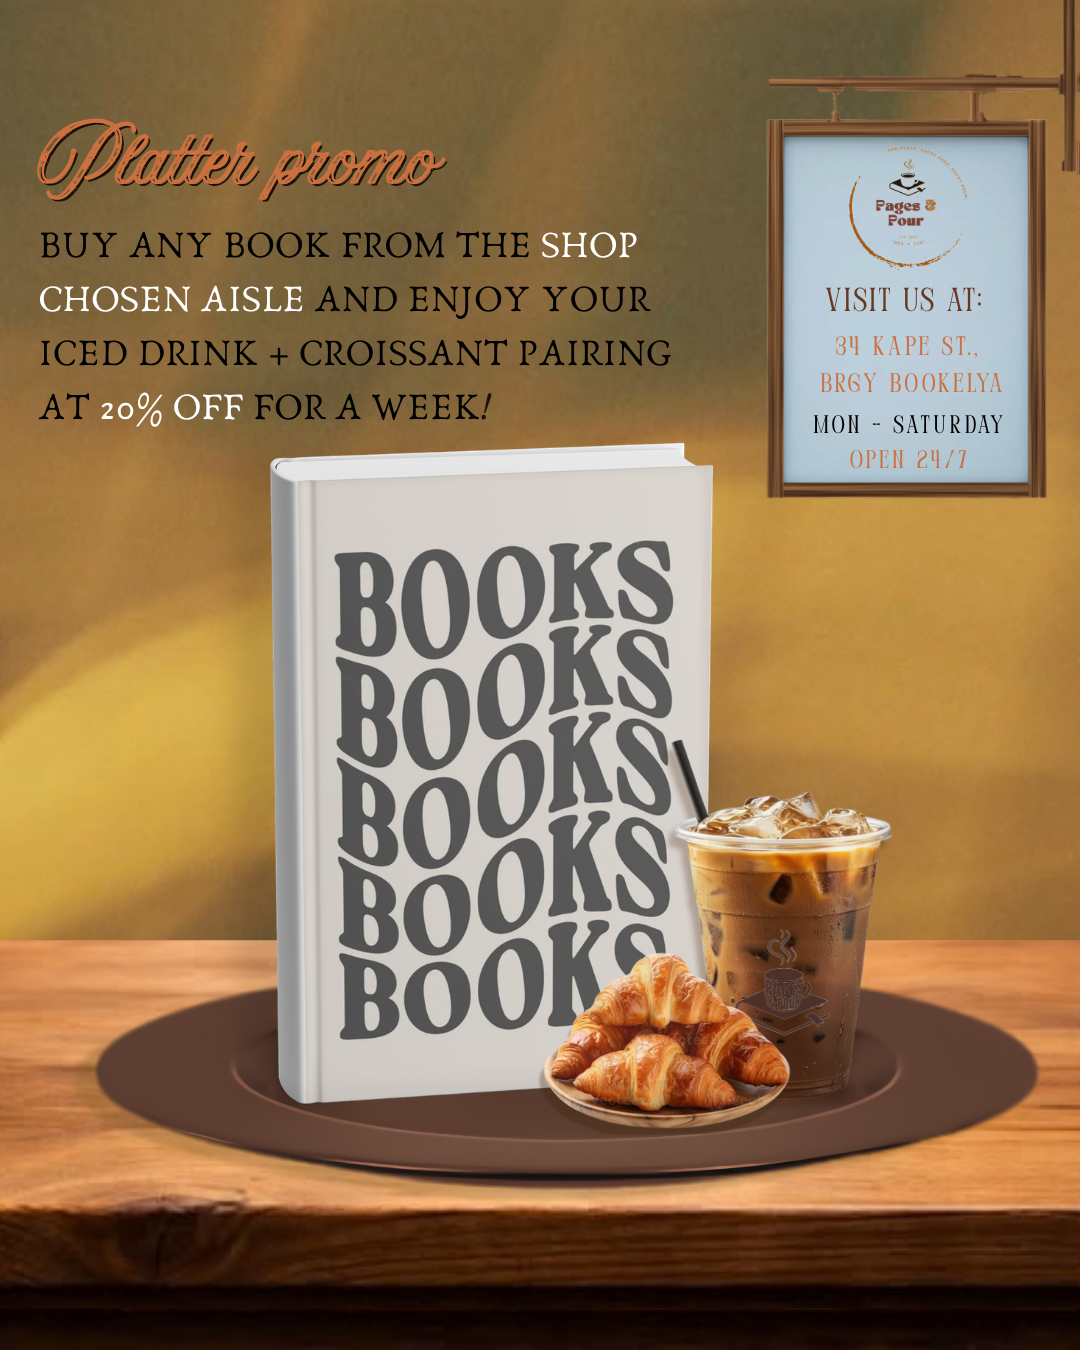 Platter promo
BUY ANY BOOK FROM THE SHOP
CHOSEN AISLE AND ENJOY YOUR
ICED DRINK + CROISSANT PAIRING
AT 20% OFF FOR A WEEK!
Pages &
Pour
VISIT US AT:
34 KAPE ST.,
BRGY BOOKELYA
MON - SATURDAY
OPEN 24/7
BOOKS
BOOKS
BOOKS
BOOKS
BOOKS